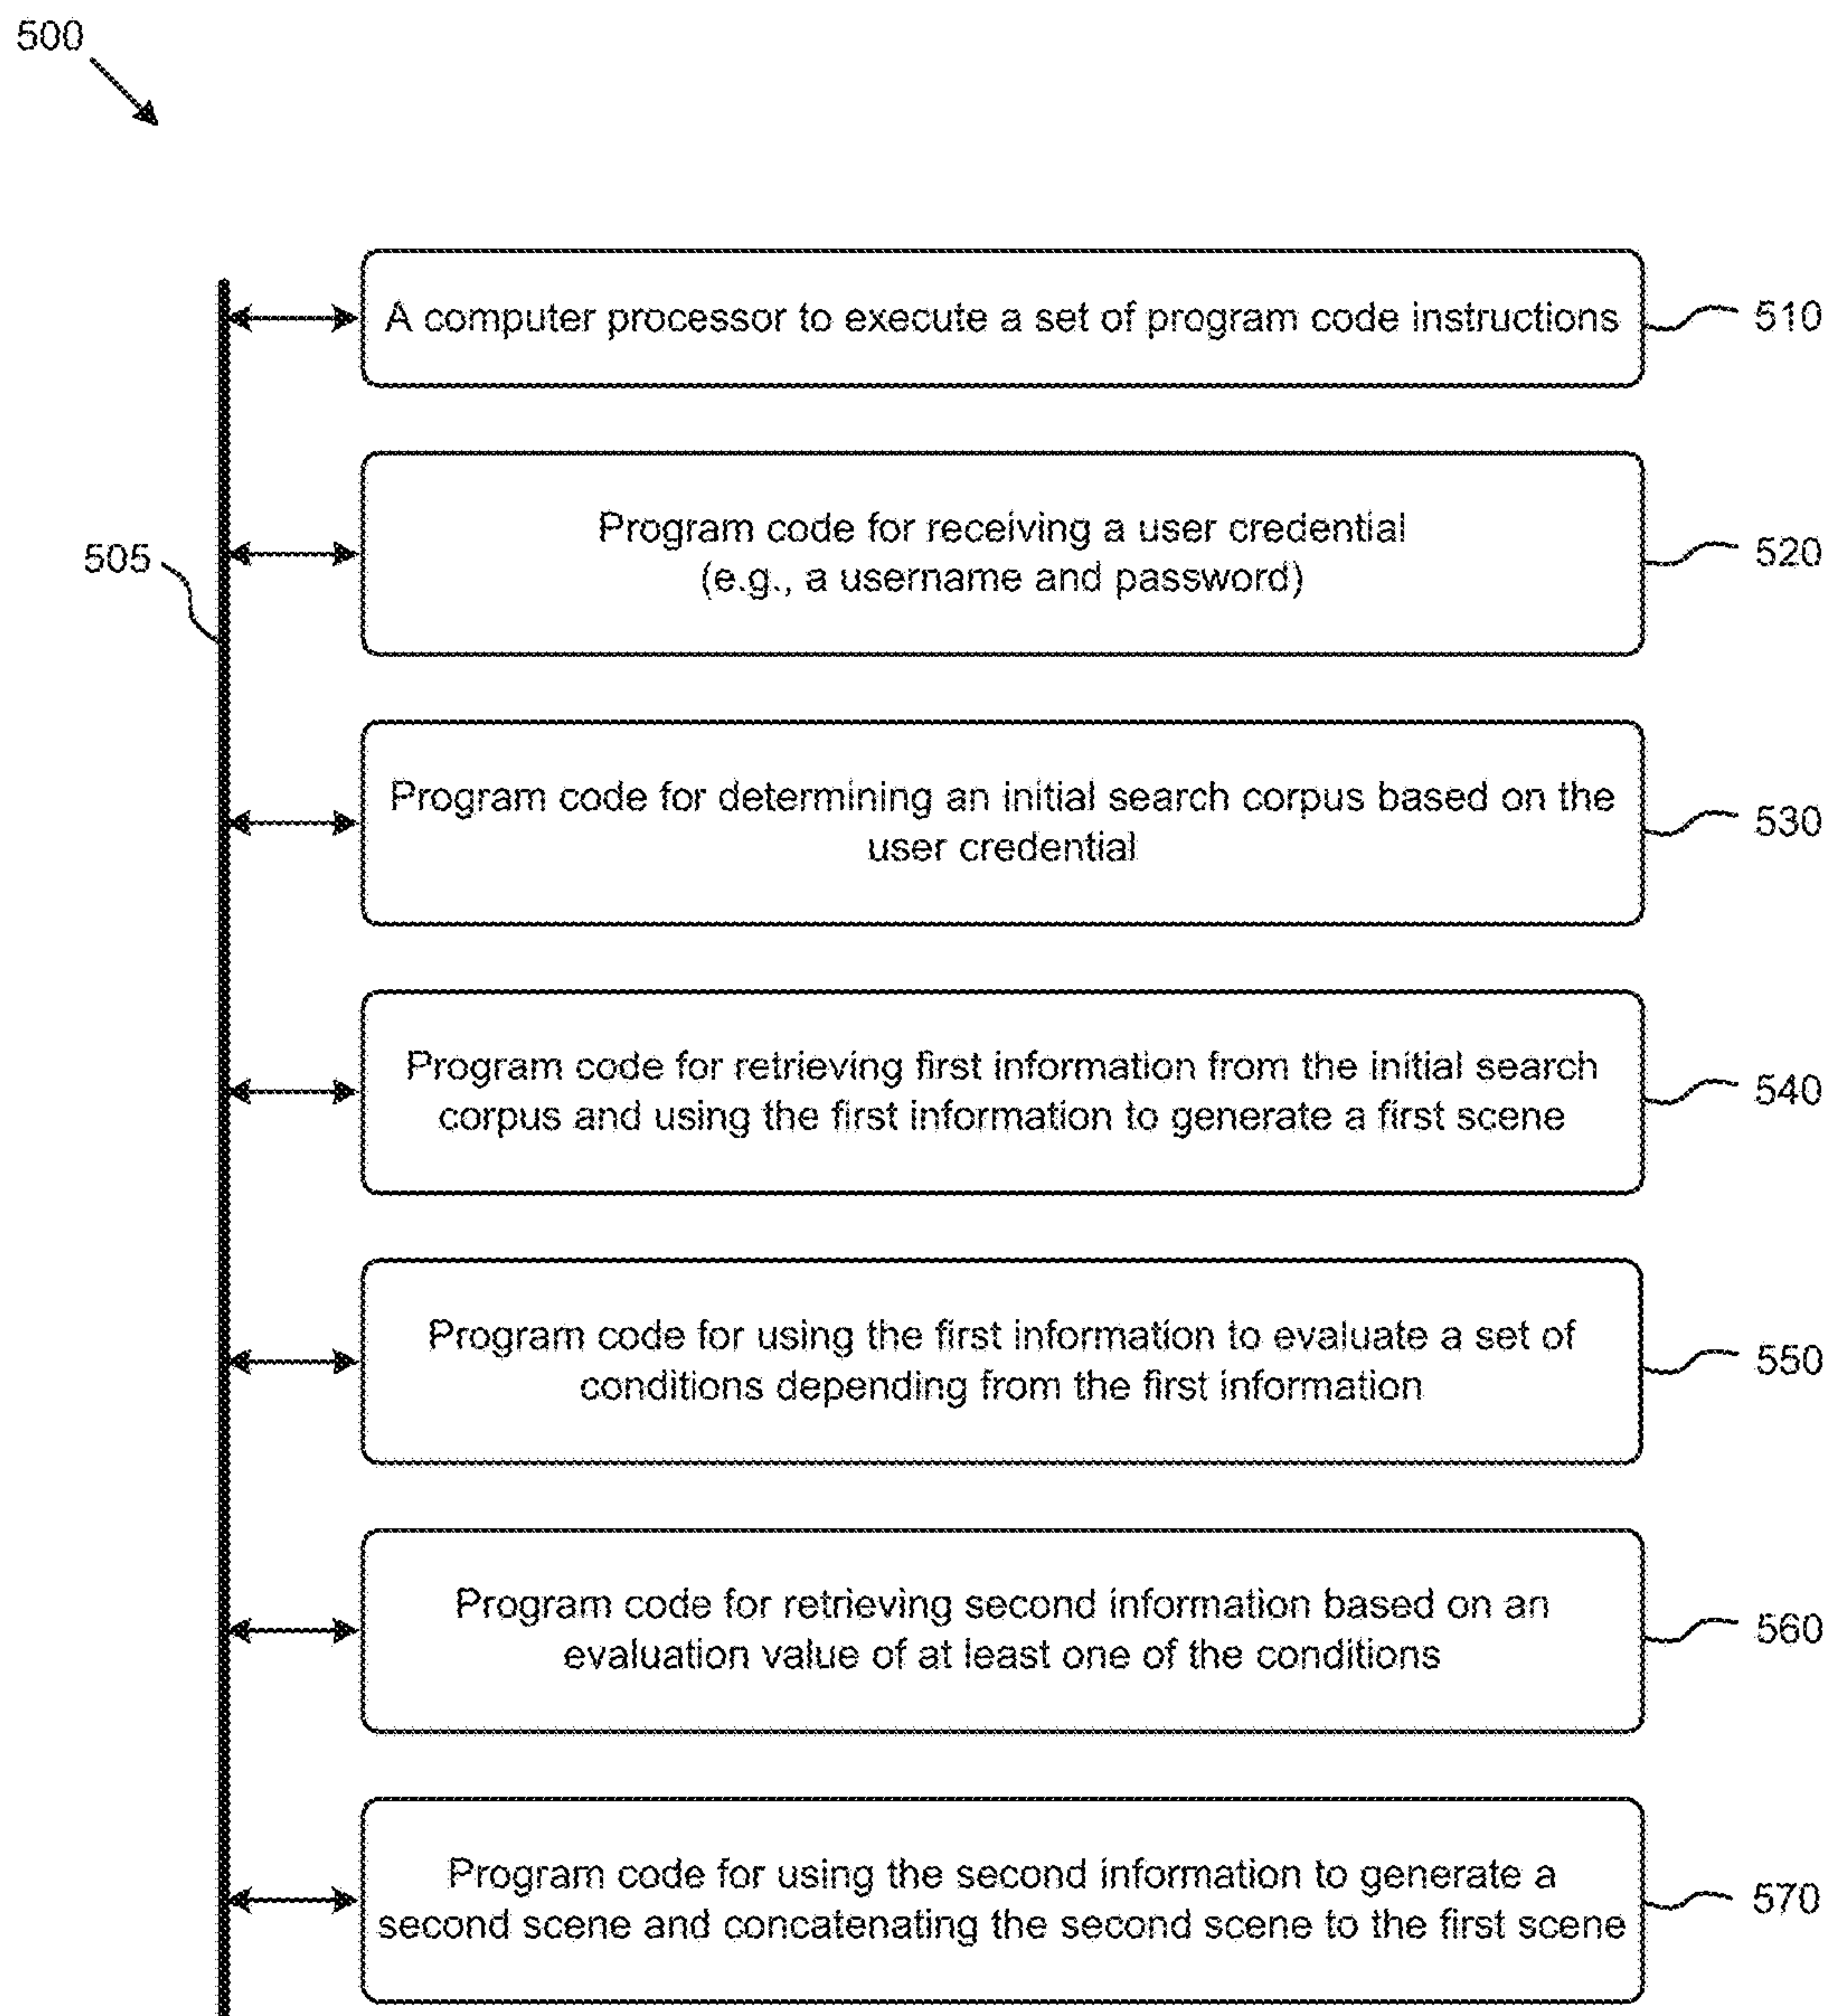 500
A computer processor to execute a set of program code instructions
510
Program code for receiving a user credential
(e.g., a username and password)
520
505
Program code for determining an initial search corpus based on the
user credential
530
Program code for retrieving first information from the initial search
corpus and using the first information to generate a first scene
540
Program code for using the first information to evaluate a set of
conditions depending from the first information
550
Program code for retrieving second information based on an
evaluation value of at least one of the conditions
560
Program code for using the second information to generate a
second scene and concatenating the second scene to the first scene
570